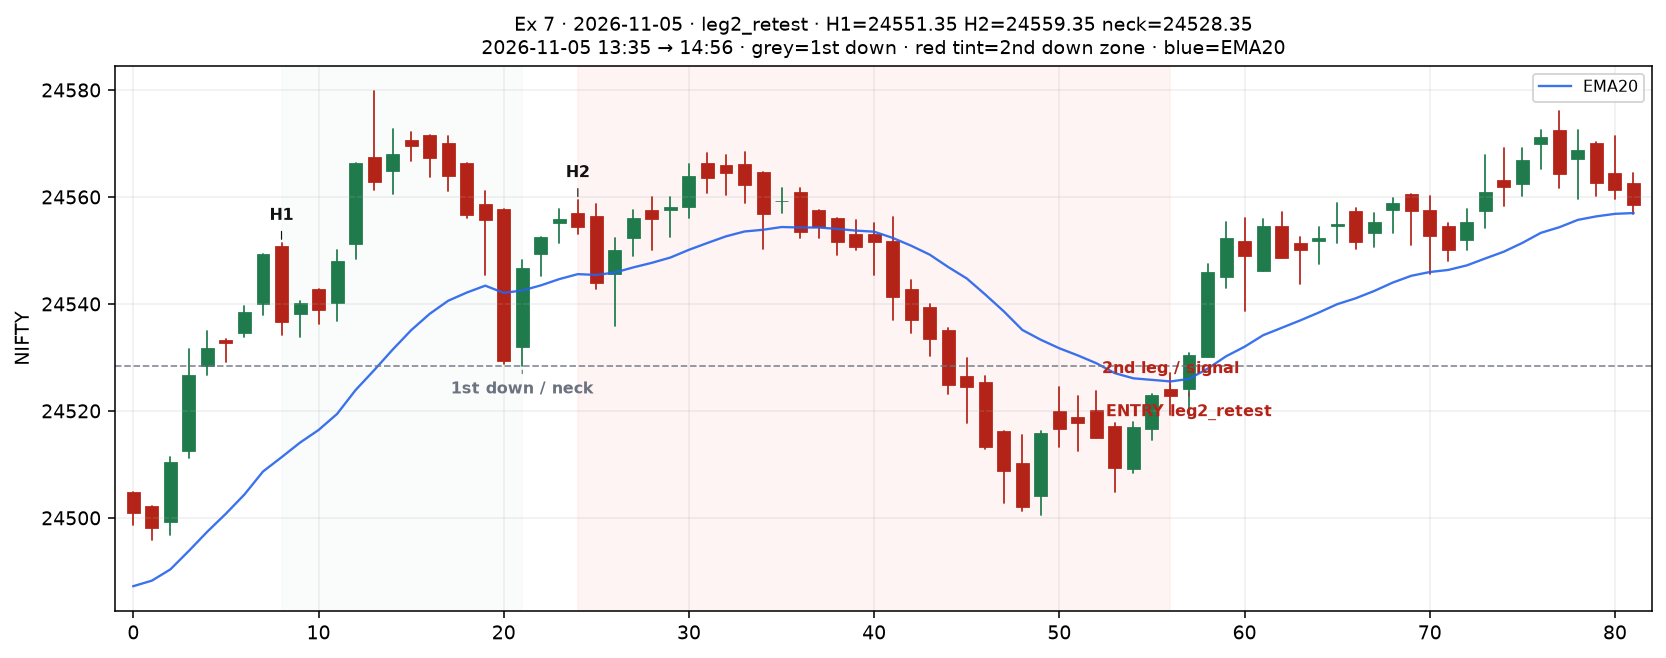 Ex 7 · 2026-11-05 · leg2_retest · H1=24551.35 H2=24559.35 neck=24528.35
2026-11-05 13:35 → 14:56 · grey=1st down · red tint=2nd down zone · blue=EMA20
EMA20
24580
24560
24540
24520
24500
NIFTY
H1
H2
1st down / neck
2nd leg / signal
ENTRY leg2_retest
0
10
20
30
40
50
60
70
80